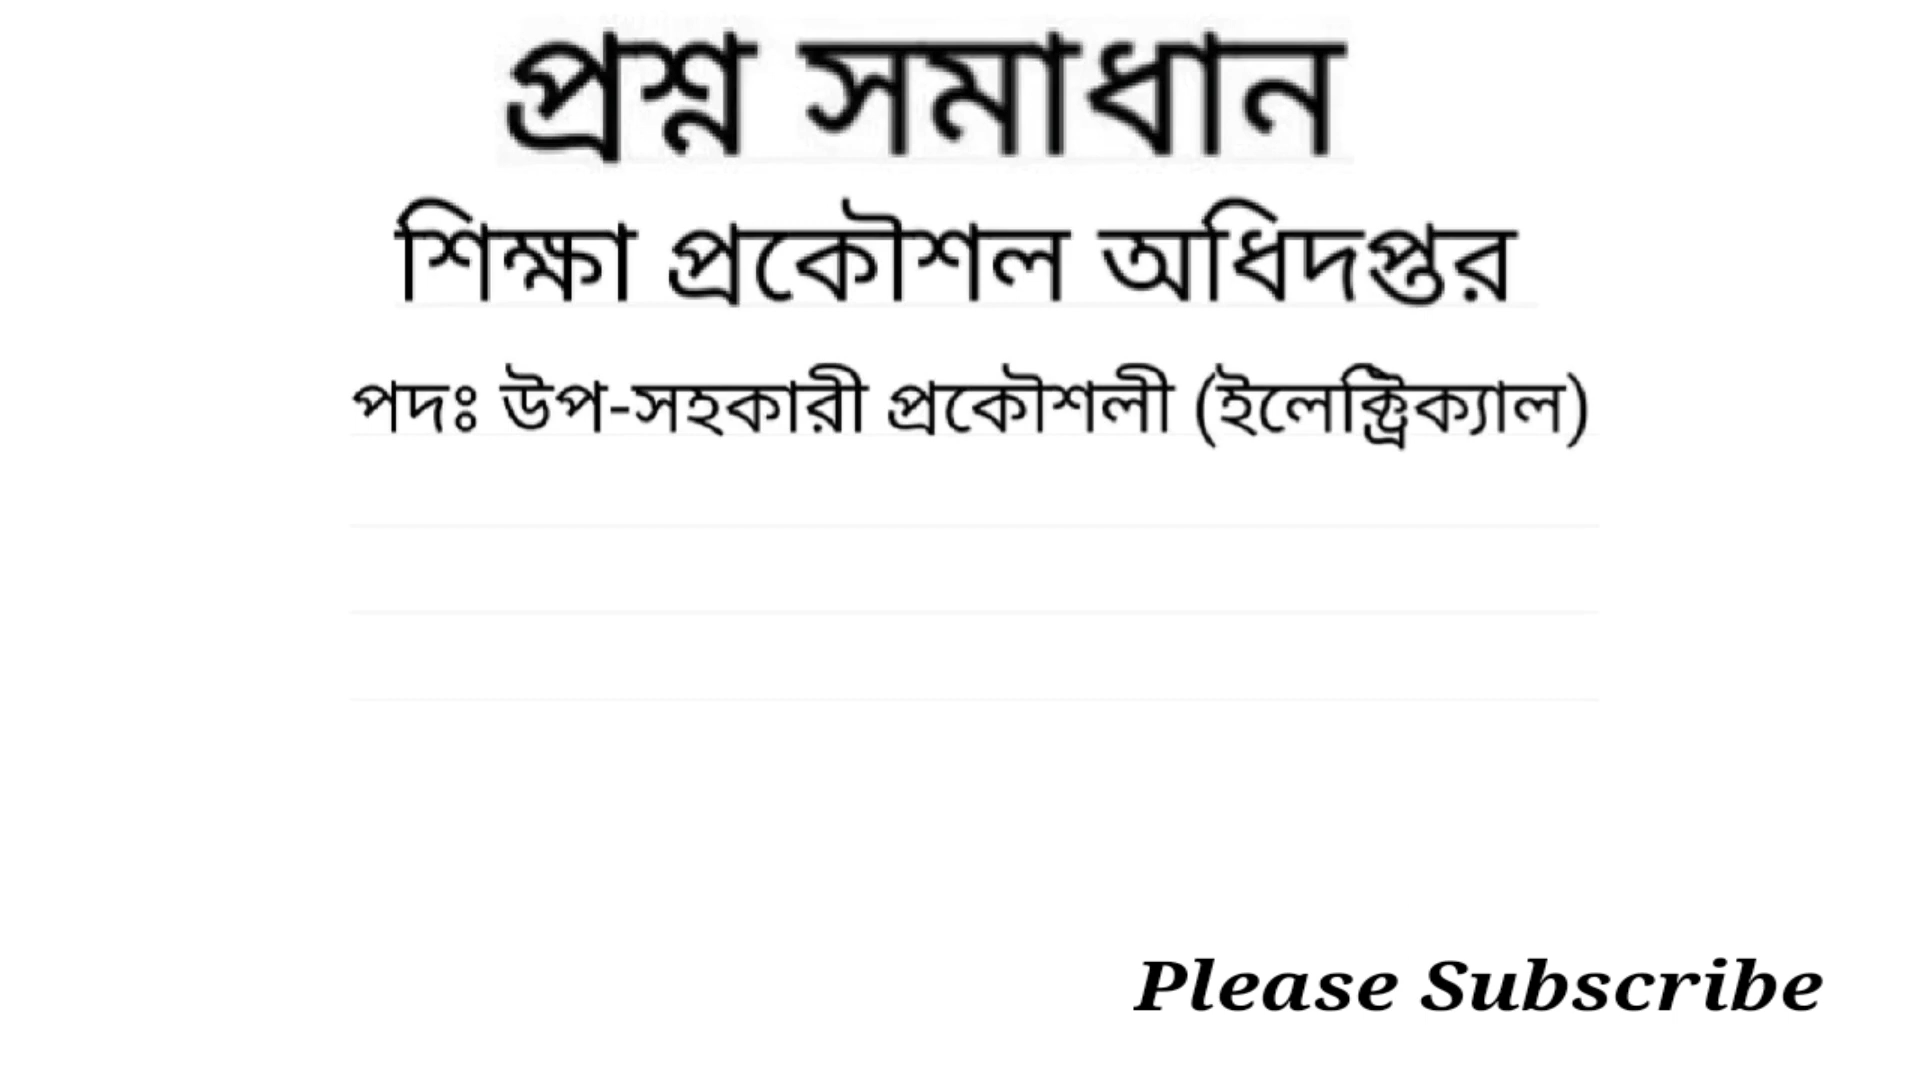 প্রশ্ন সমাধান
শিক্ষা প্রকৌশল অধিদপ্তর
পদঃ উপ-সহকারী প্রকৌশলী (ইলেক্ট্রিক্যাল)
Please Subscribe